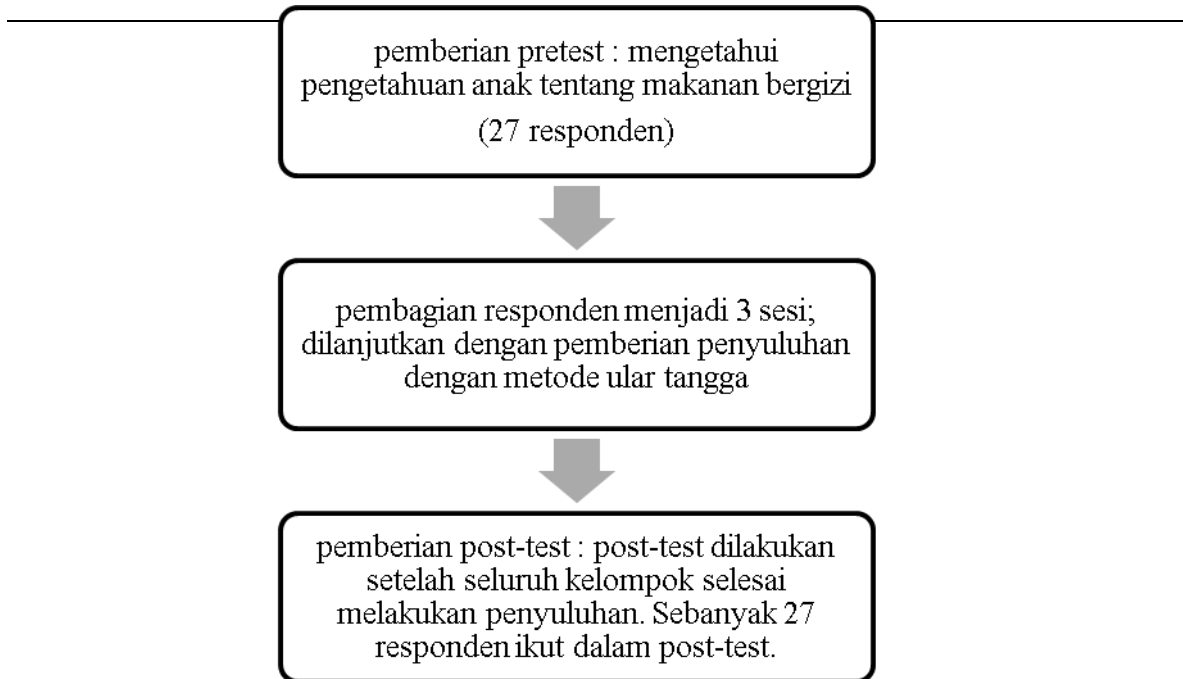 pemberian pretest : mengetahui
pengetahuan anak tentang makanan bergizi
(27 responden)
pembagian responden menjadi 3 sesi;
dilanjutkan dengan pemberian penyuluhan
dengan metode ular tangga
pemberian post-test : post-test dilakukan
setelah seluruh kelompok selesai
melakukan penyuluhan. Sebanyak 27
responden ikut dalam post-test.